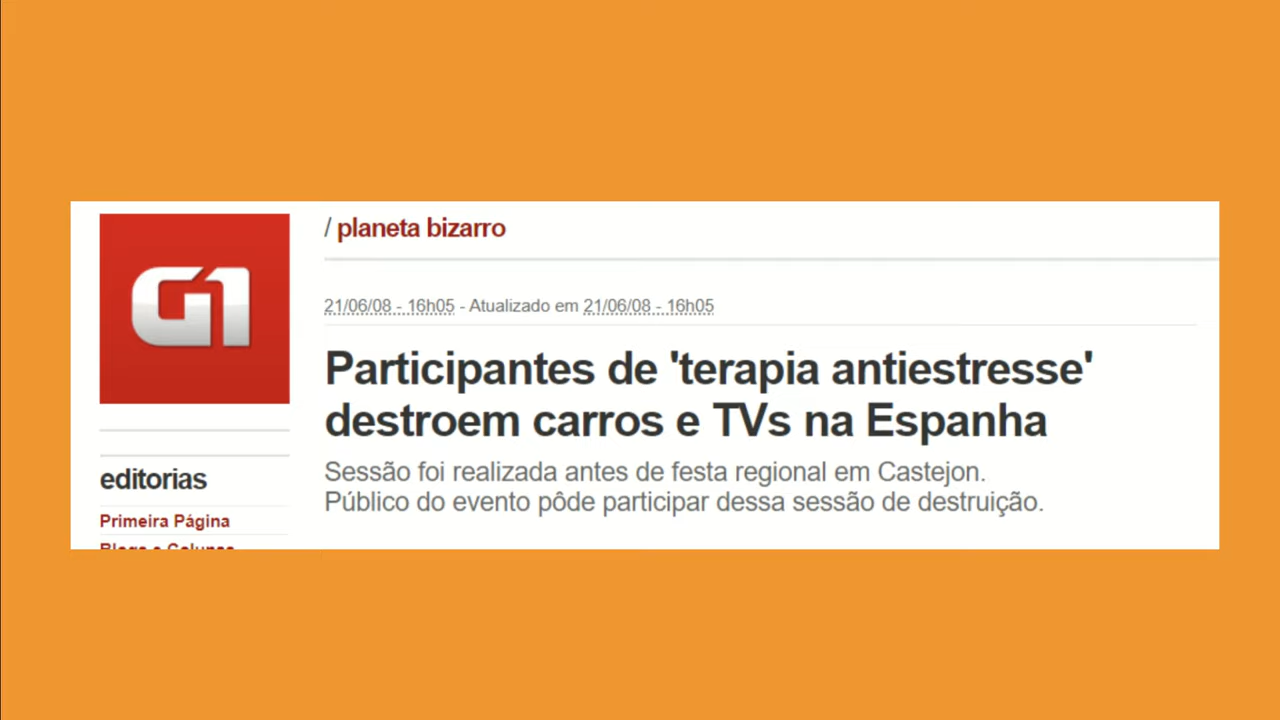 G1
/ planeta bizarro
21/06/08 - 16h05 - Atualizado em 21/06/08 - 16h05
Participantes de 'terapia antiestresse'
destroem carros e TVs na Espanha
Sessão foi realizada antes de festa regional em Castejon.
Público do evento pôde participar dessa sessão de destruição.
editorias
Primeira Página
Blogs e Colunas